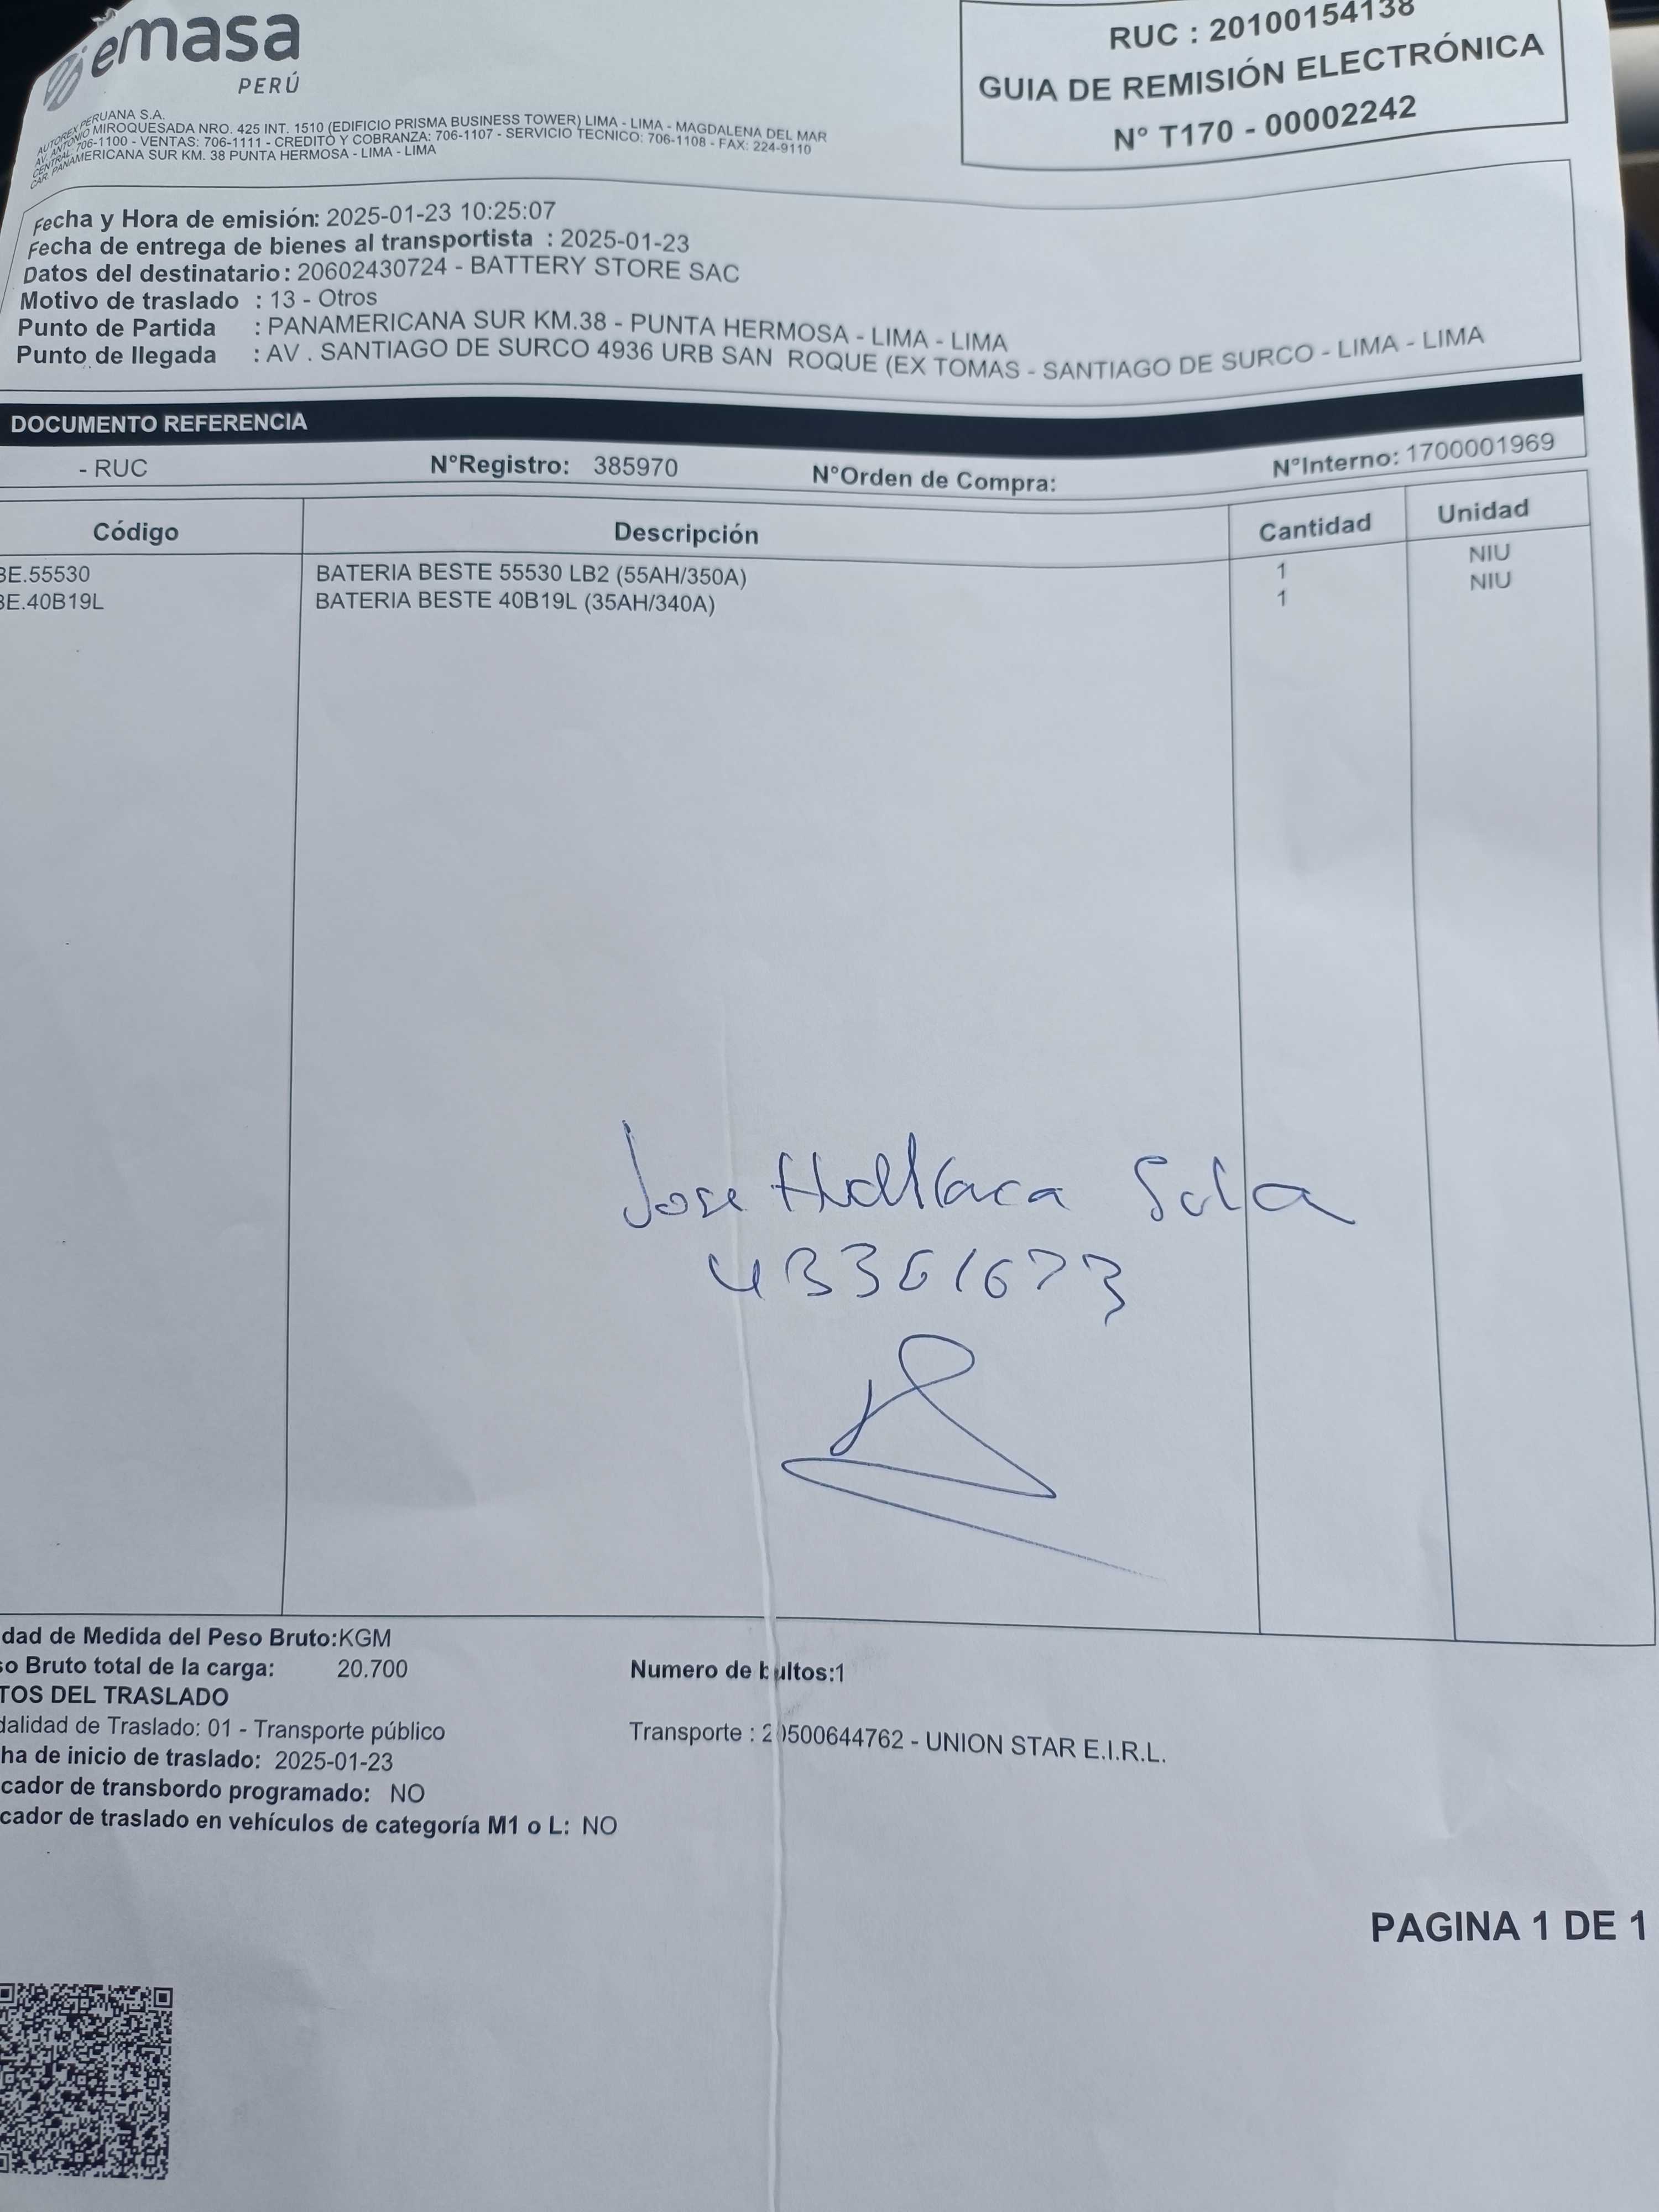 emasa
PERÚ
RUC : 20100154138
GUIA DE REMISIÓN ELECTRÓNICA
N° T170 - 00002242
AUTOREX PERUANA S.A.
AV. ANTONIO MIROQUESADA NRO. 425 INT. 1510 (EDIFICIO PRISMA BUSINESS TOWER) LIMA - LIMA - MAGDALENA DEL MAR
CENTRAL: 706-1100 - VENTAS: 706-1111 - CREDITO Y COBRANZA: 706-1107 - SERVICIO TECNICO: 706-1108 - FAX: 224-9110
CAR. PANAMERICANA SUR KM. 38 PUNTA HERMOSA - LIMA - LIMA
Fecha y Hora de emisión: 2025-01-23 10:25:07
Fecha de entrega de bienes al transportista : 2025-01-23
Datos del destinatario: 20602430724 - BATTERY STORE SAC
Motivo de traslado : 13 - Otros
Punto de Partida : PANAMERICANA SUR KM.38 - PUNTA HERMOSA - LIMA - LIMA
Punto de llegada : AV . SANTIAGO DE SURCO 4936 URB SAN ROQUE (EX TOMAS - SANTIAGO DE SURCO - LIMA - LIMA
DOCUMENTO REFERENCIA
- RUC N°Registro: 385970 N°Orden de Compra: N°Interno: 1700001969
Código Descripción Cantidad Unidad
BE.55530 BATERIA BESTE 55530 LB2 (55AH/350A) 1 NIU
BE.40B19L BATERIA BESTE 40B19L (35AH/340A) 1 NIU
Jose
43361673
dad de Medida del Peso Bruto:KGM
so Bruto total de la carga: 20.700 Numero de bultos:1
TOS DEL TRASLADO
dalidad de Traslado: 01 - Transporte público Transporte : 20500644762 - UNION STAR E.I.R.L.
ha de inicio de traslado: 2025-01-23
cador de transbordo programado: NO
cador de traslado en vehículos de categoría M1 o L: NO
PAGINA 1 DE 1